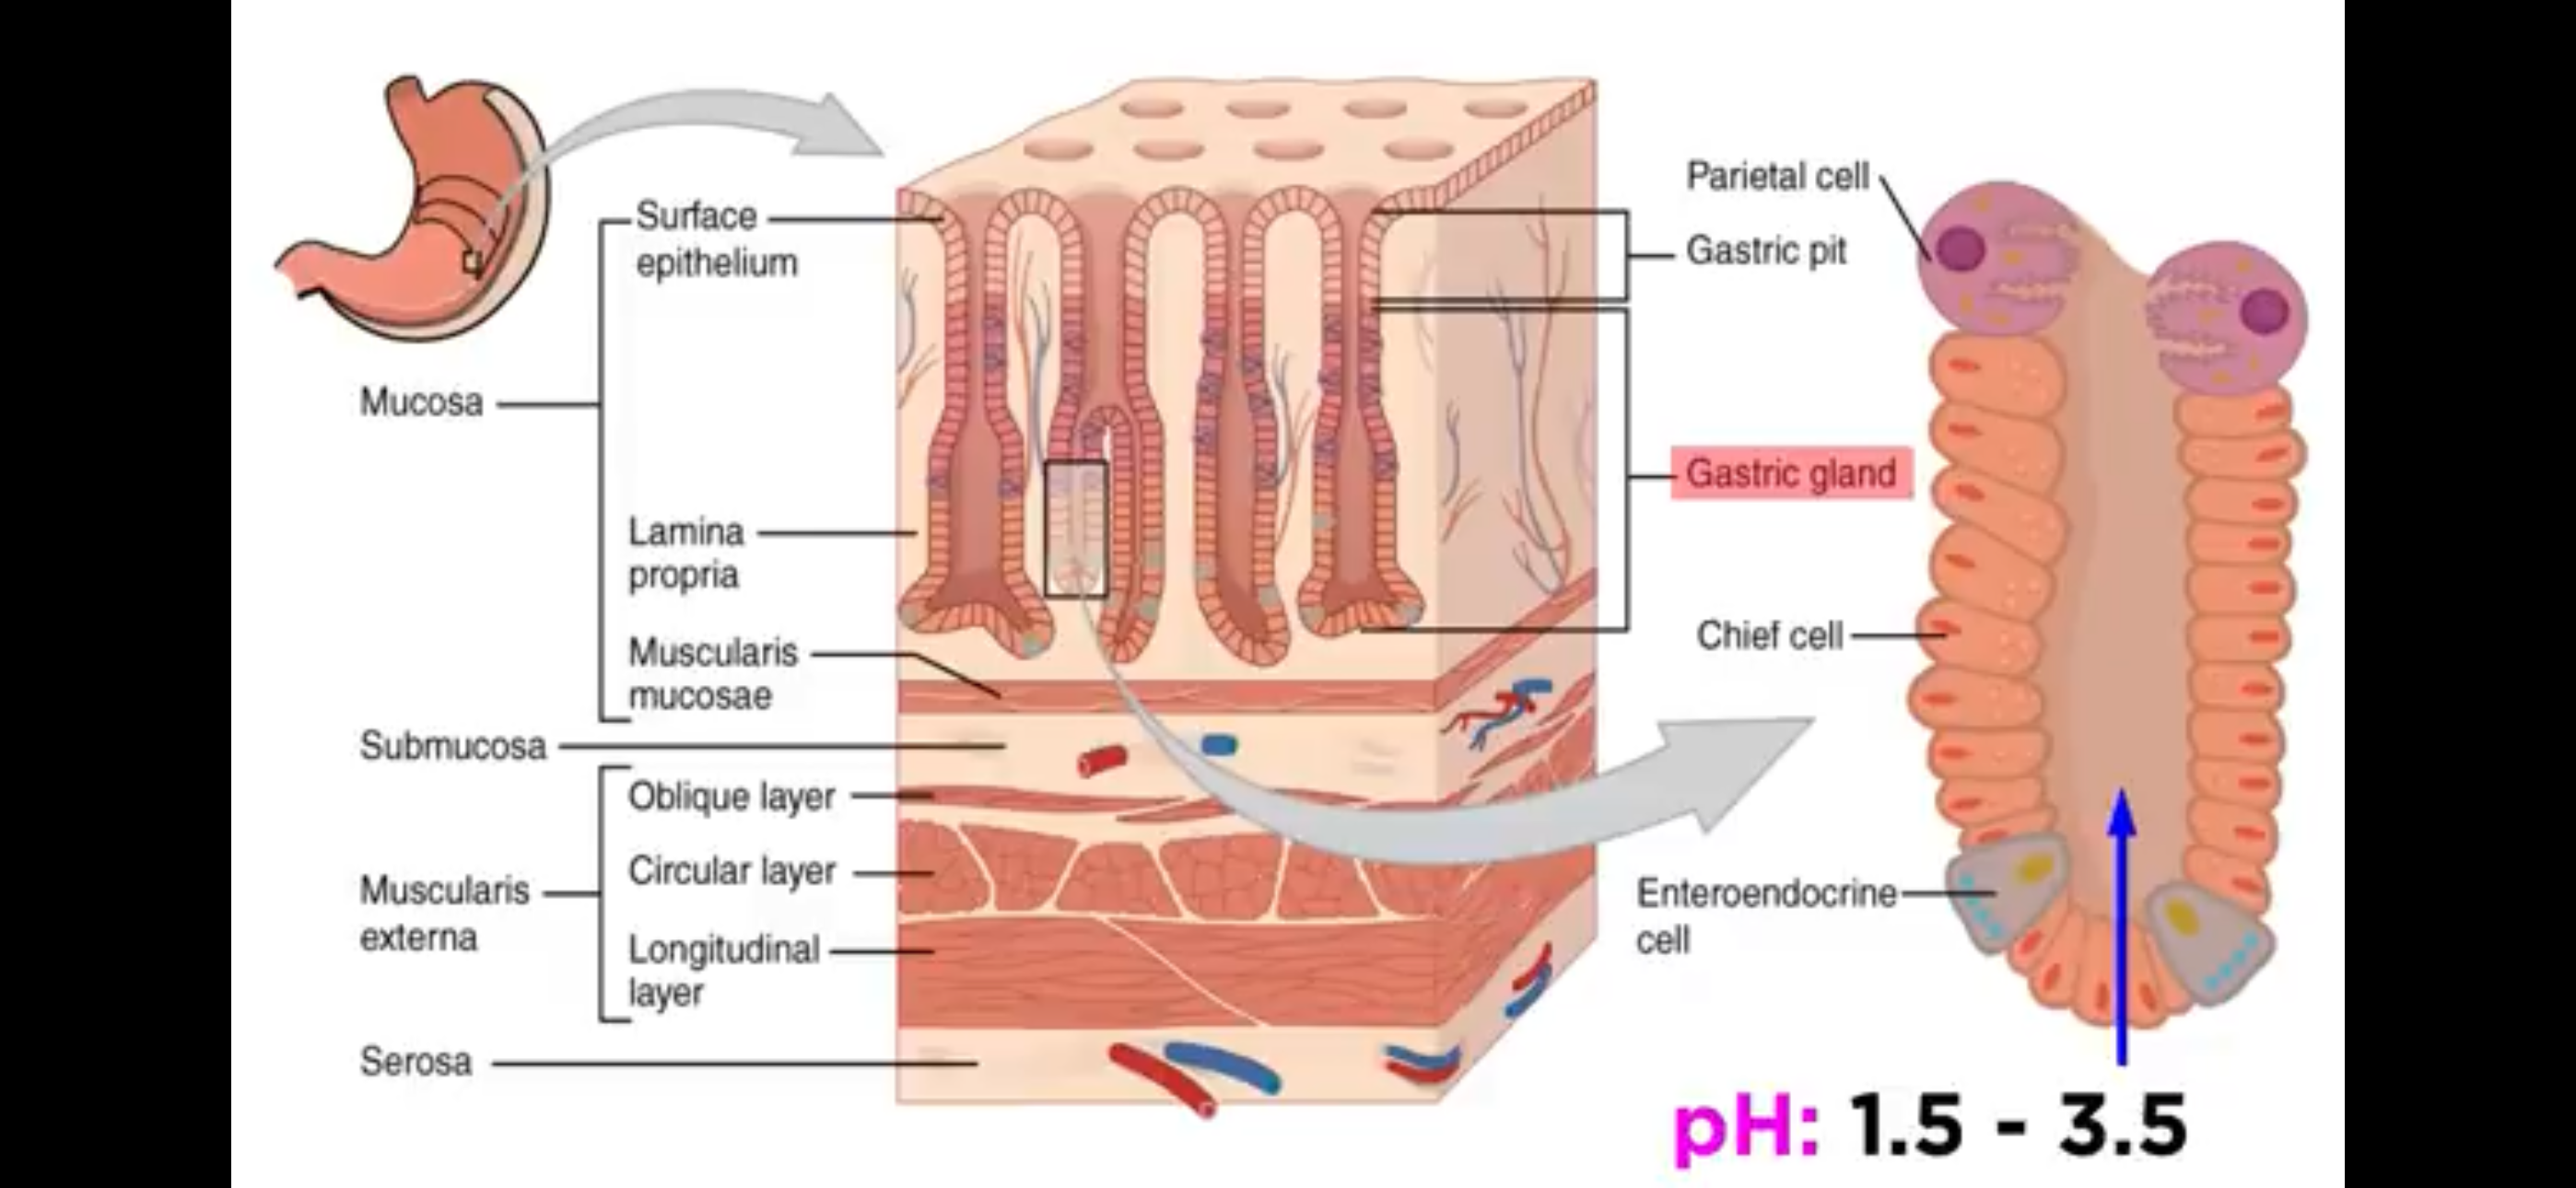 Surface
epithelium
Mucosa
Lamina
propria
Muscularis
mucosae
Submucosa
Oblique layer
Circular layer
Muscularis
externa
Longitudinal
layer
Serosa
Parietal cell
Gastric pit
Gastric gland
Chief cell
Enteroendocrine
cell
pH: 1.5 - 3.5